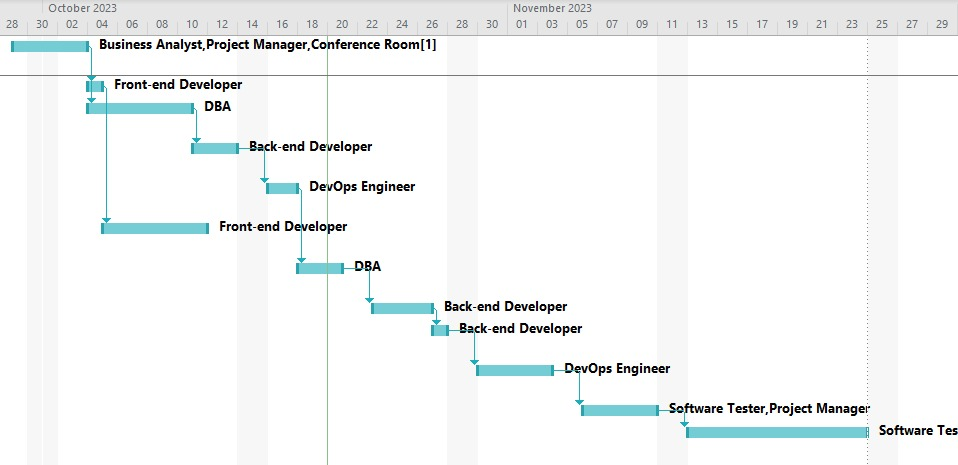 October 2023
November 2023
28 30 02 04 06 08 10 12 14 16 18 20 22 24 26 28 30 01 03 05 07 09 11 13 15 17 19 21 23 25 27 29
Business Analyst,Project Manager,Conference Room[1]
Front-end Developer
DBA
Back-end Developer
DevOps Engineer
Front-end Developer
DBA
Back-end Developer
Back-end Developer
DevOps Engineer
Software Tester,Project Manager
Software Tes